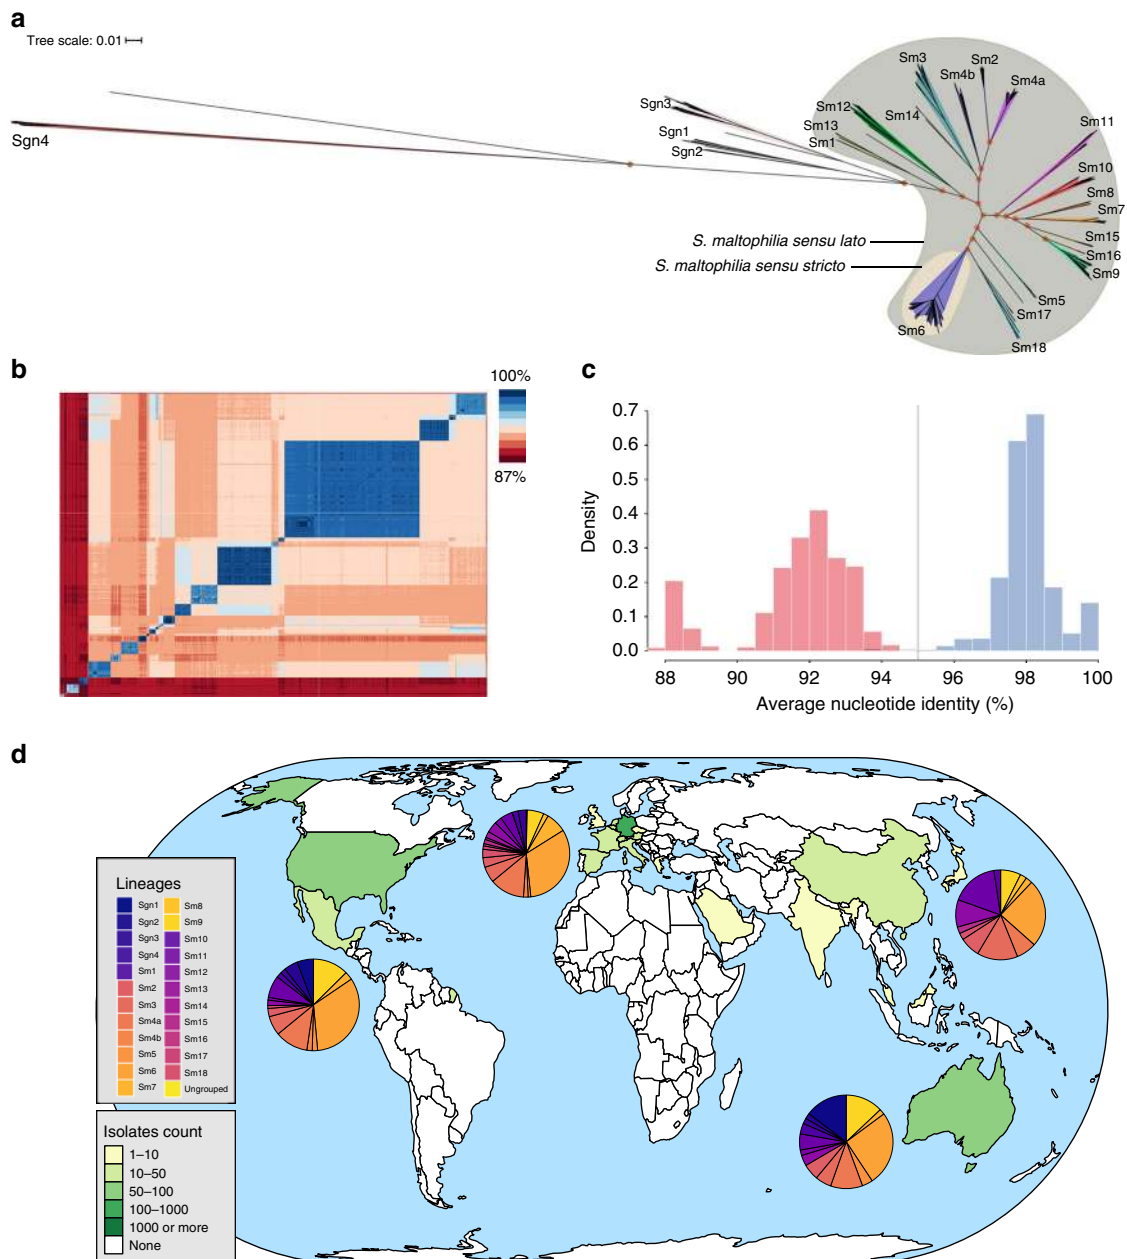 a
Tree scale: 0.01
Sgn4
Sgn3
Sgn1
Sgn2
Sm3
Sm2
Sm4b
Sm4a
Sm12
Sm14
Sm13
Sm1
Sm11
Sm10
Sm8
Sm7
Sm15
Sm16
Sm9
Sm5
Sm17
Sm18
Sm6
S. maltophilia sensu lato
S. maltophilia sensu stricto
b
100%
87%
c
Density
0.7
0.6
0.5
0.4
0.3
0.2
0.1
0.0
88 90 92 94 96 98 100
Average nucleotide identity (%)
d
Lineages
Sgn1 Sm8
Sgn2 Sm9
Sgn3 Sm10
Sgn4 Sm11
Sm1 Sm12
Sm2 Sm13
Sm3 Sm14
Sm4a Sm15
Sm4b Sm16
Sm5 Sm17
Sm6 Sm18
Sm7 Ungrouped
Isolates count
1–10
10–50
50–100
100–1000
1000 or more
None